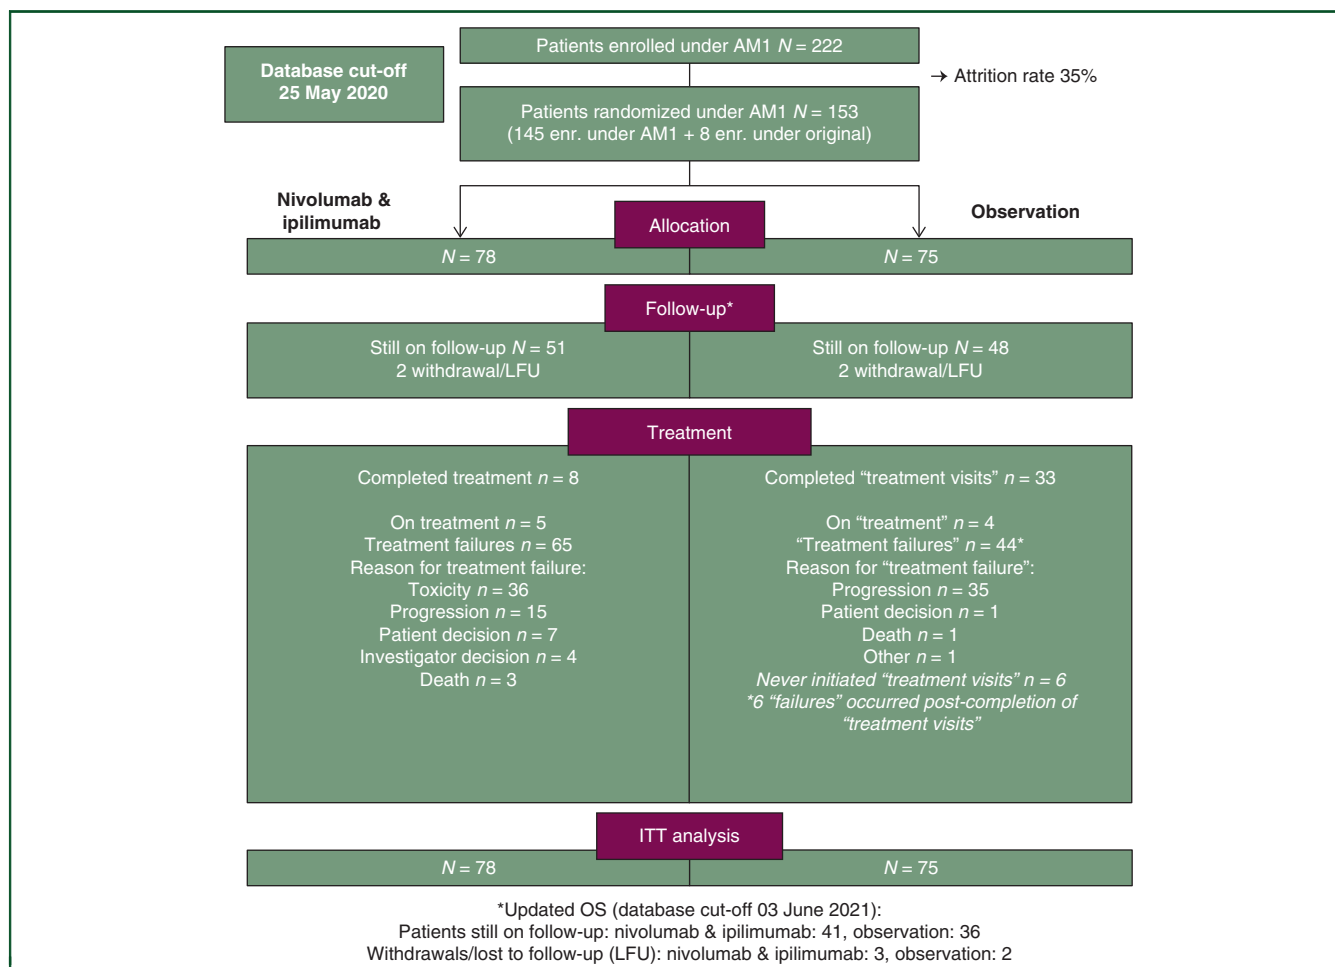 Patients enrolled under AM1 N = 222
Database cut-off
25 May 2020
→ Attrition rate 35%
Patients randomized under AM1 N = 153
(145 enr. under AM1 + 8 enr. under original)
Nivolumab &
ipilimumab
Observation
Allocation
N = 78
N = 75
Follow-up*
Still on follow-up N = 51
2 withdrawal/LFU
Still on follow-up N = 48
2 withdrawal/LFU
Treatment
Completed treatment n = 8
On treatment n = 5
Treatment failures n = 65
Reason for treatment failure:
Toxicity n = 36
Progression n = 15
Patient decision n = 7
Investigator decision n = 4
Death n = 3
Completed “treatment visits” n = 33
On “treatment” n = 4
“Treatment failures” n = 44*
Reason for “treatment failure”:
Progression n = 35
Patient decision n = 1
Death n = 1
Other n = 1
Never initiated “treatment visits” n = 6
*6 “failures” occurred post-completion of
“treatment visits”
ITT analysis
N = 78
N = 75
*Updated OS (database cut-off 03 June 2021):
Patients still on follow-up: nivolumab & ipilimumab: 41, observation: 36
Withdrawals/lost to follow-up (LFU): nivolumab & ipilimumab: 3, observation: 2